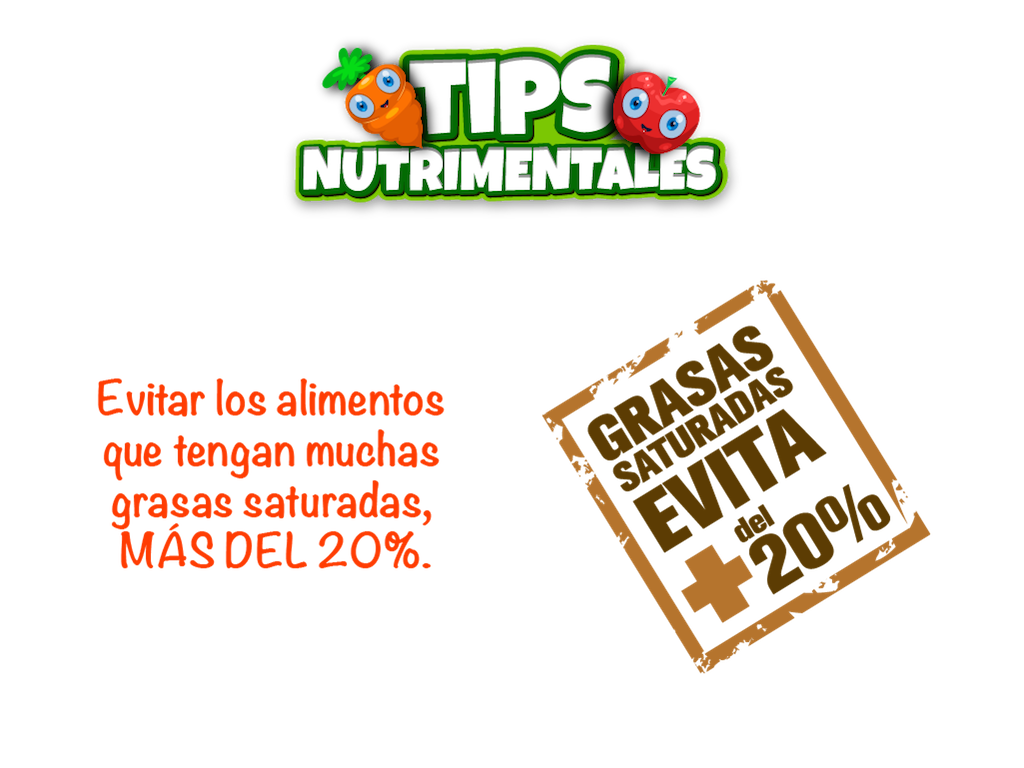 TIPS
NUTRIMENTALES
Evitar los alimentos
que tengan muchas
grasas saturadas,
MÁS DEL 20%.
GRASAS
SATURADAS
EVITA
+ del
20%